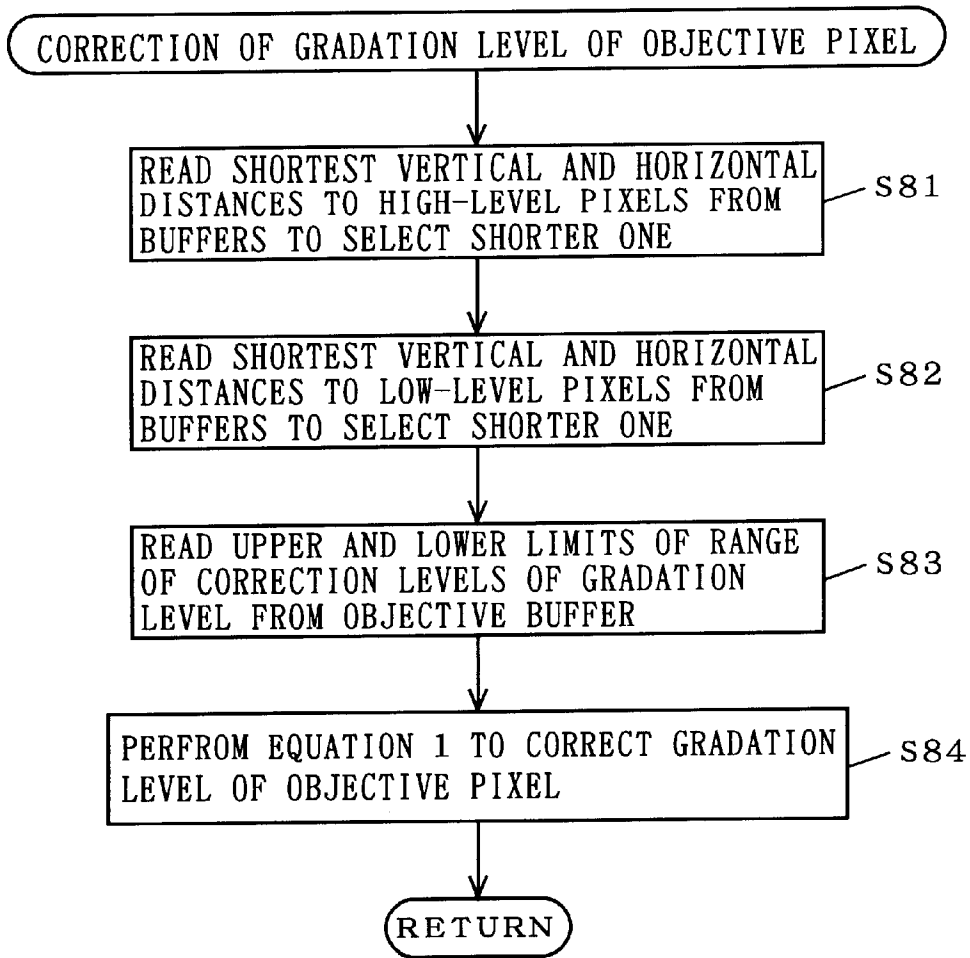 CORRECTION OF GRADATION LEVEL OF OBJECTIVE PIXEL
READ SHORTEST VERTICAL AND HORIZONTAL
DISTANCES TO HIGH-LEVEL PIXELS FROM
BUFFERS TO SELECT SHORTER ONE
S81
READ SHORTEST VERTICAL AND HORIZONTAL
DISTANCES TO LOW-LEVEL PIXELS FROM
BUFFERS TO SELECT SHORTER ONE
S82
READ UPPER AND LOWER LIMITS OF RANGE
OF CORRECTION LEVELS OF GRADATION
LEVEL FROM OBJECTIVE BUFFER
S83
PERFROM EQUATION 1 TO CORRECT GRADATION
LEVEL OF OBJECTIVE PIXEL
S84
RETURN